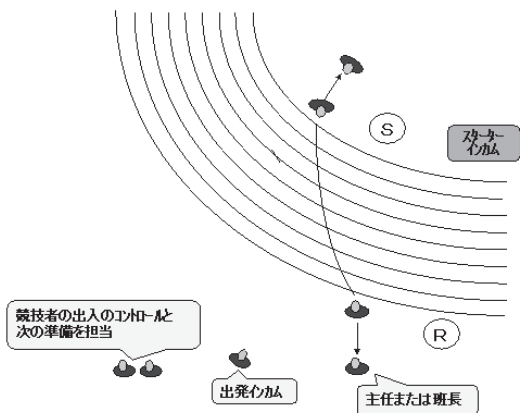 S
スターター
インカム
競技者の出入のコントロールと
次の準備を担当
R
出発インカム
主任または班長